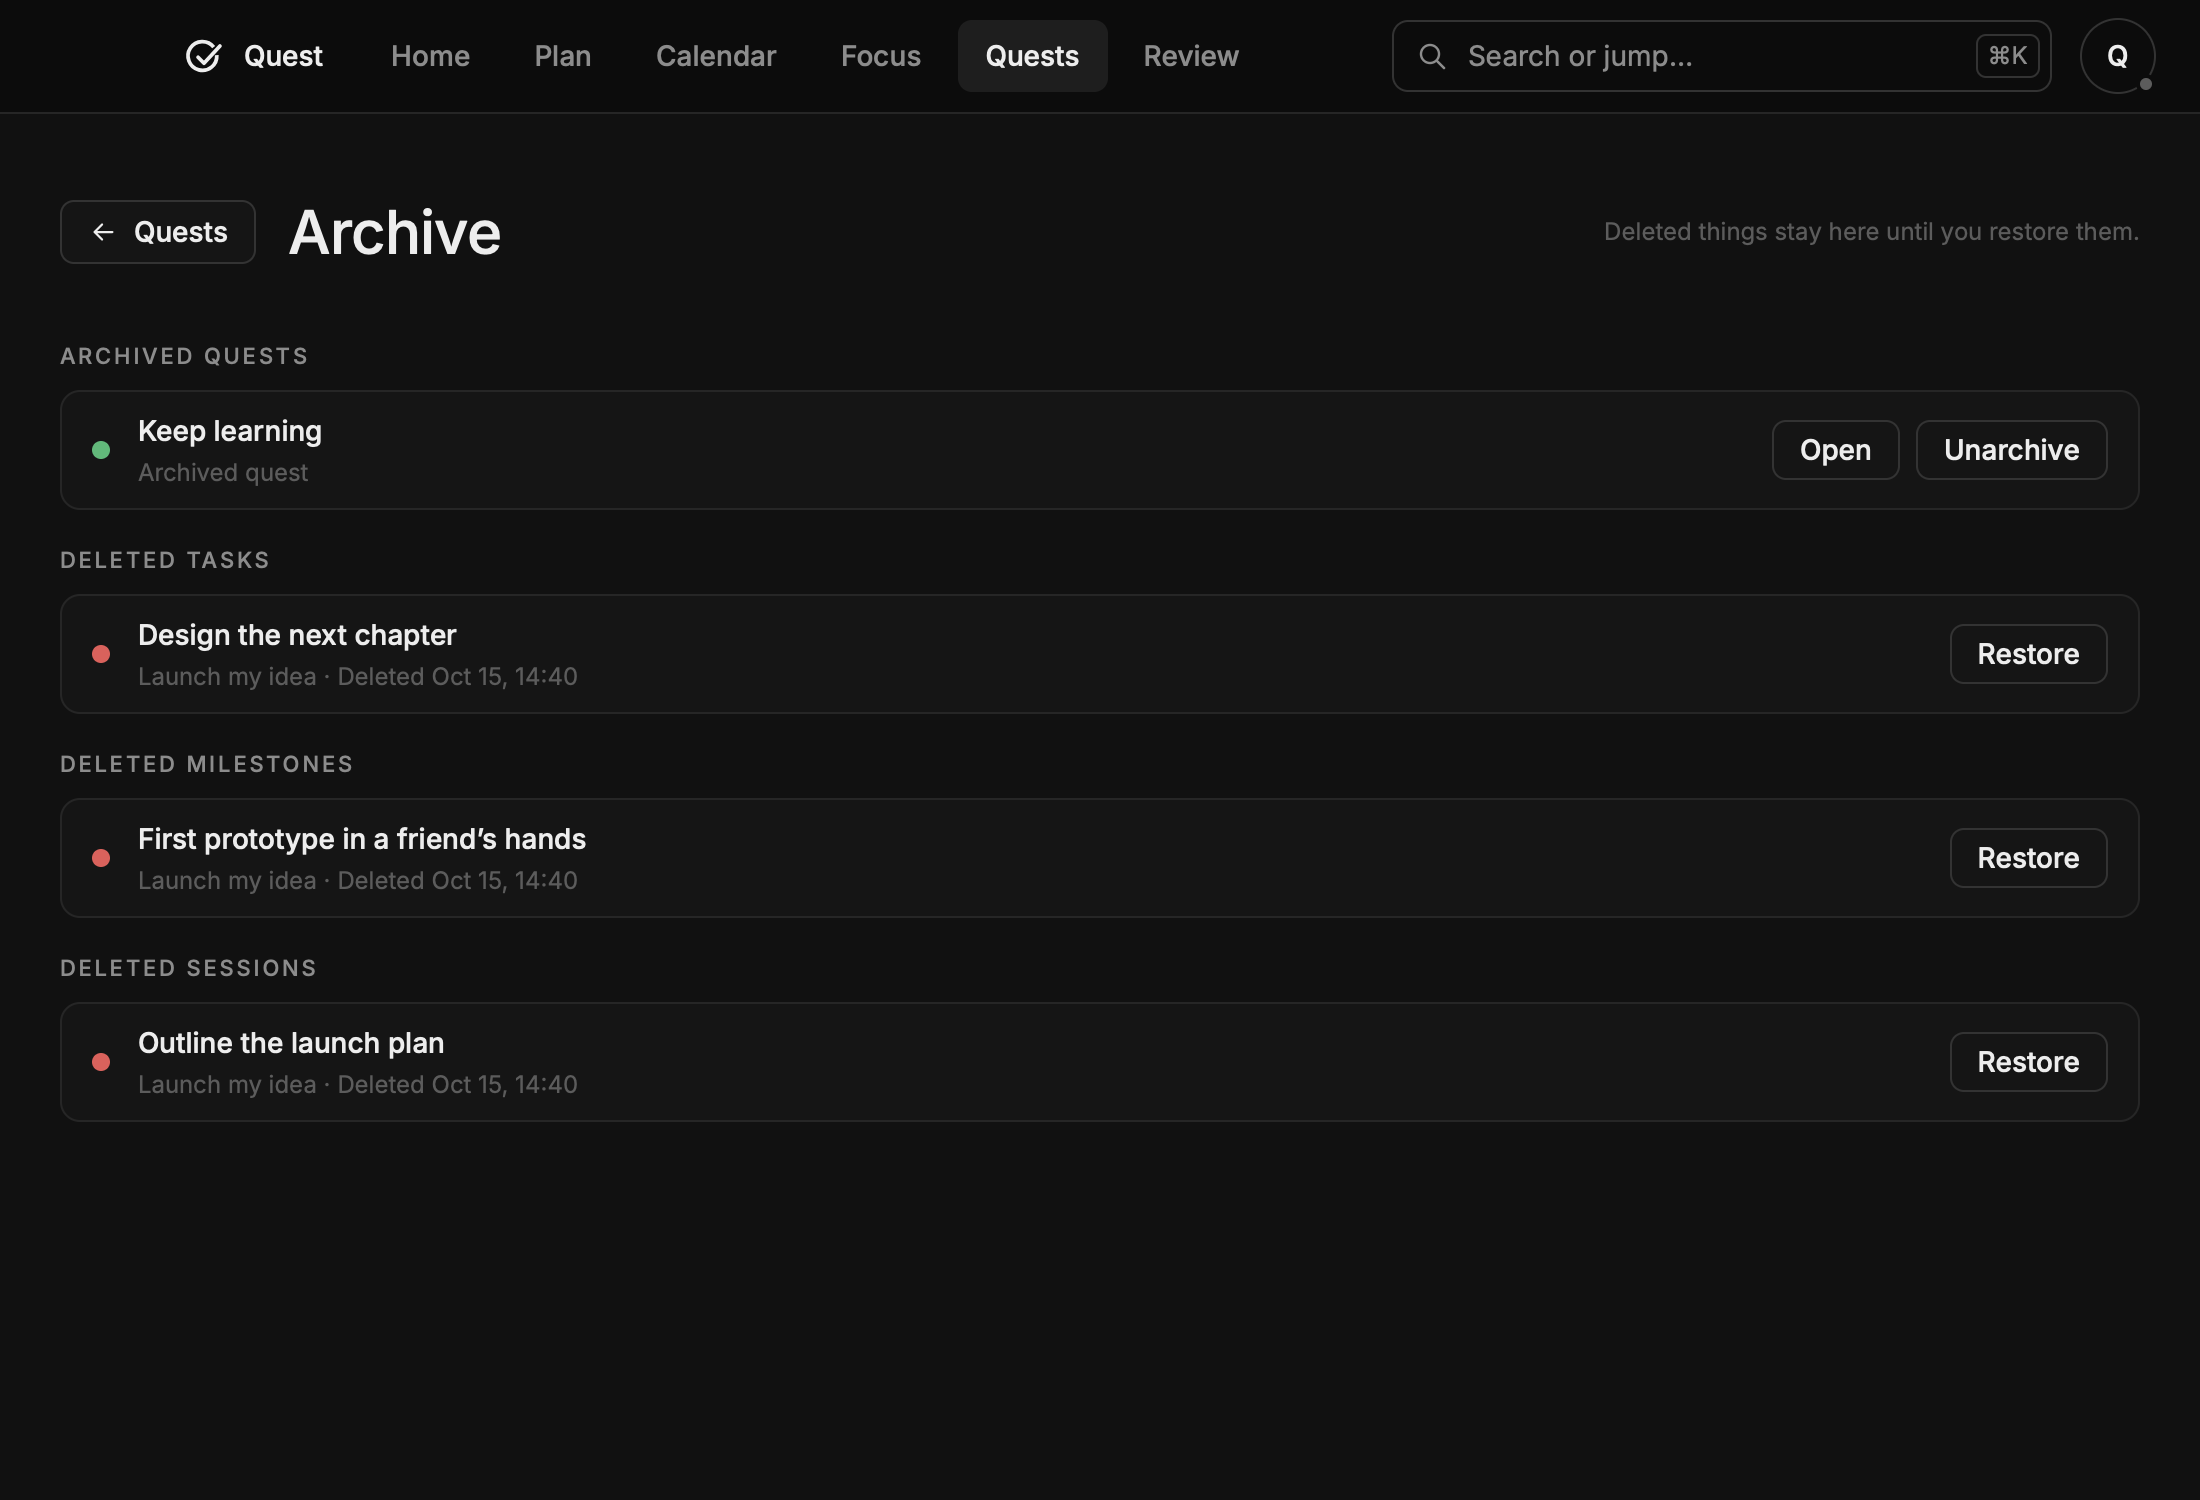 Quest
Home
Plan
Calendar
Focus
Quests
Review
Search or jump...
⌘K
Q
← Quests
Archive
Deleted things stay here until you restore them.
ARCHIVED QUESTS
Keep learning
Archived quest
Open
Unarchive
DELETED TASKS
Design the next chapter
Launch my idea · Deleted Oct 15, 14:40
Restore
DELETED MILESTONES
First prototype in a friend’s hands
Launch my idea · Deleted Oct 15, 14:40
Restore
DELETED SESSIONS
Outline the launch plan
Launch my idea · Deleted Oct 15, 14:40
Restore